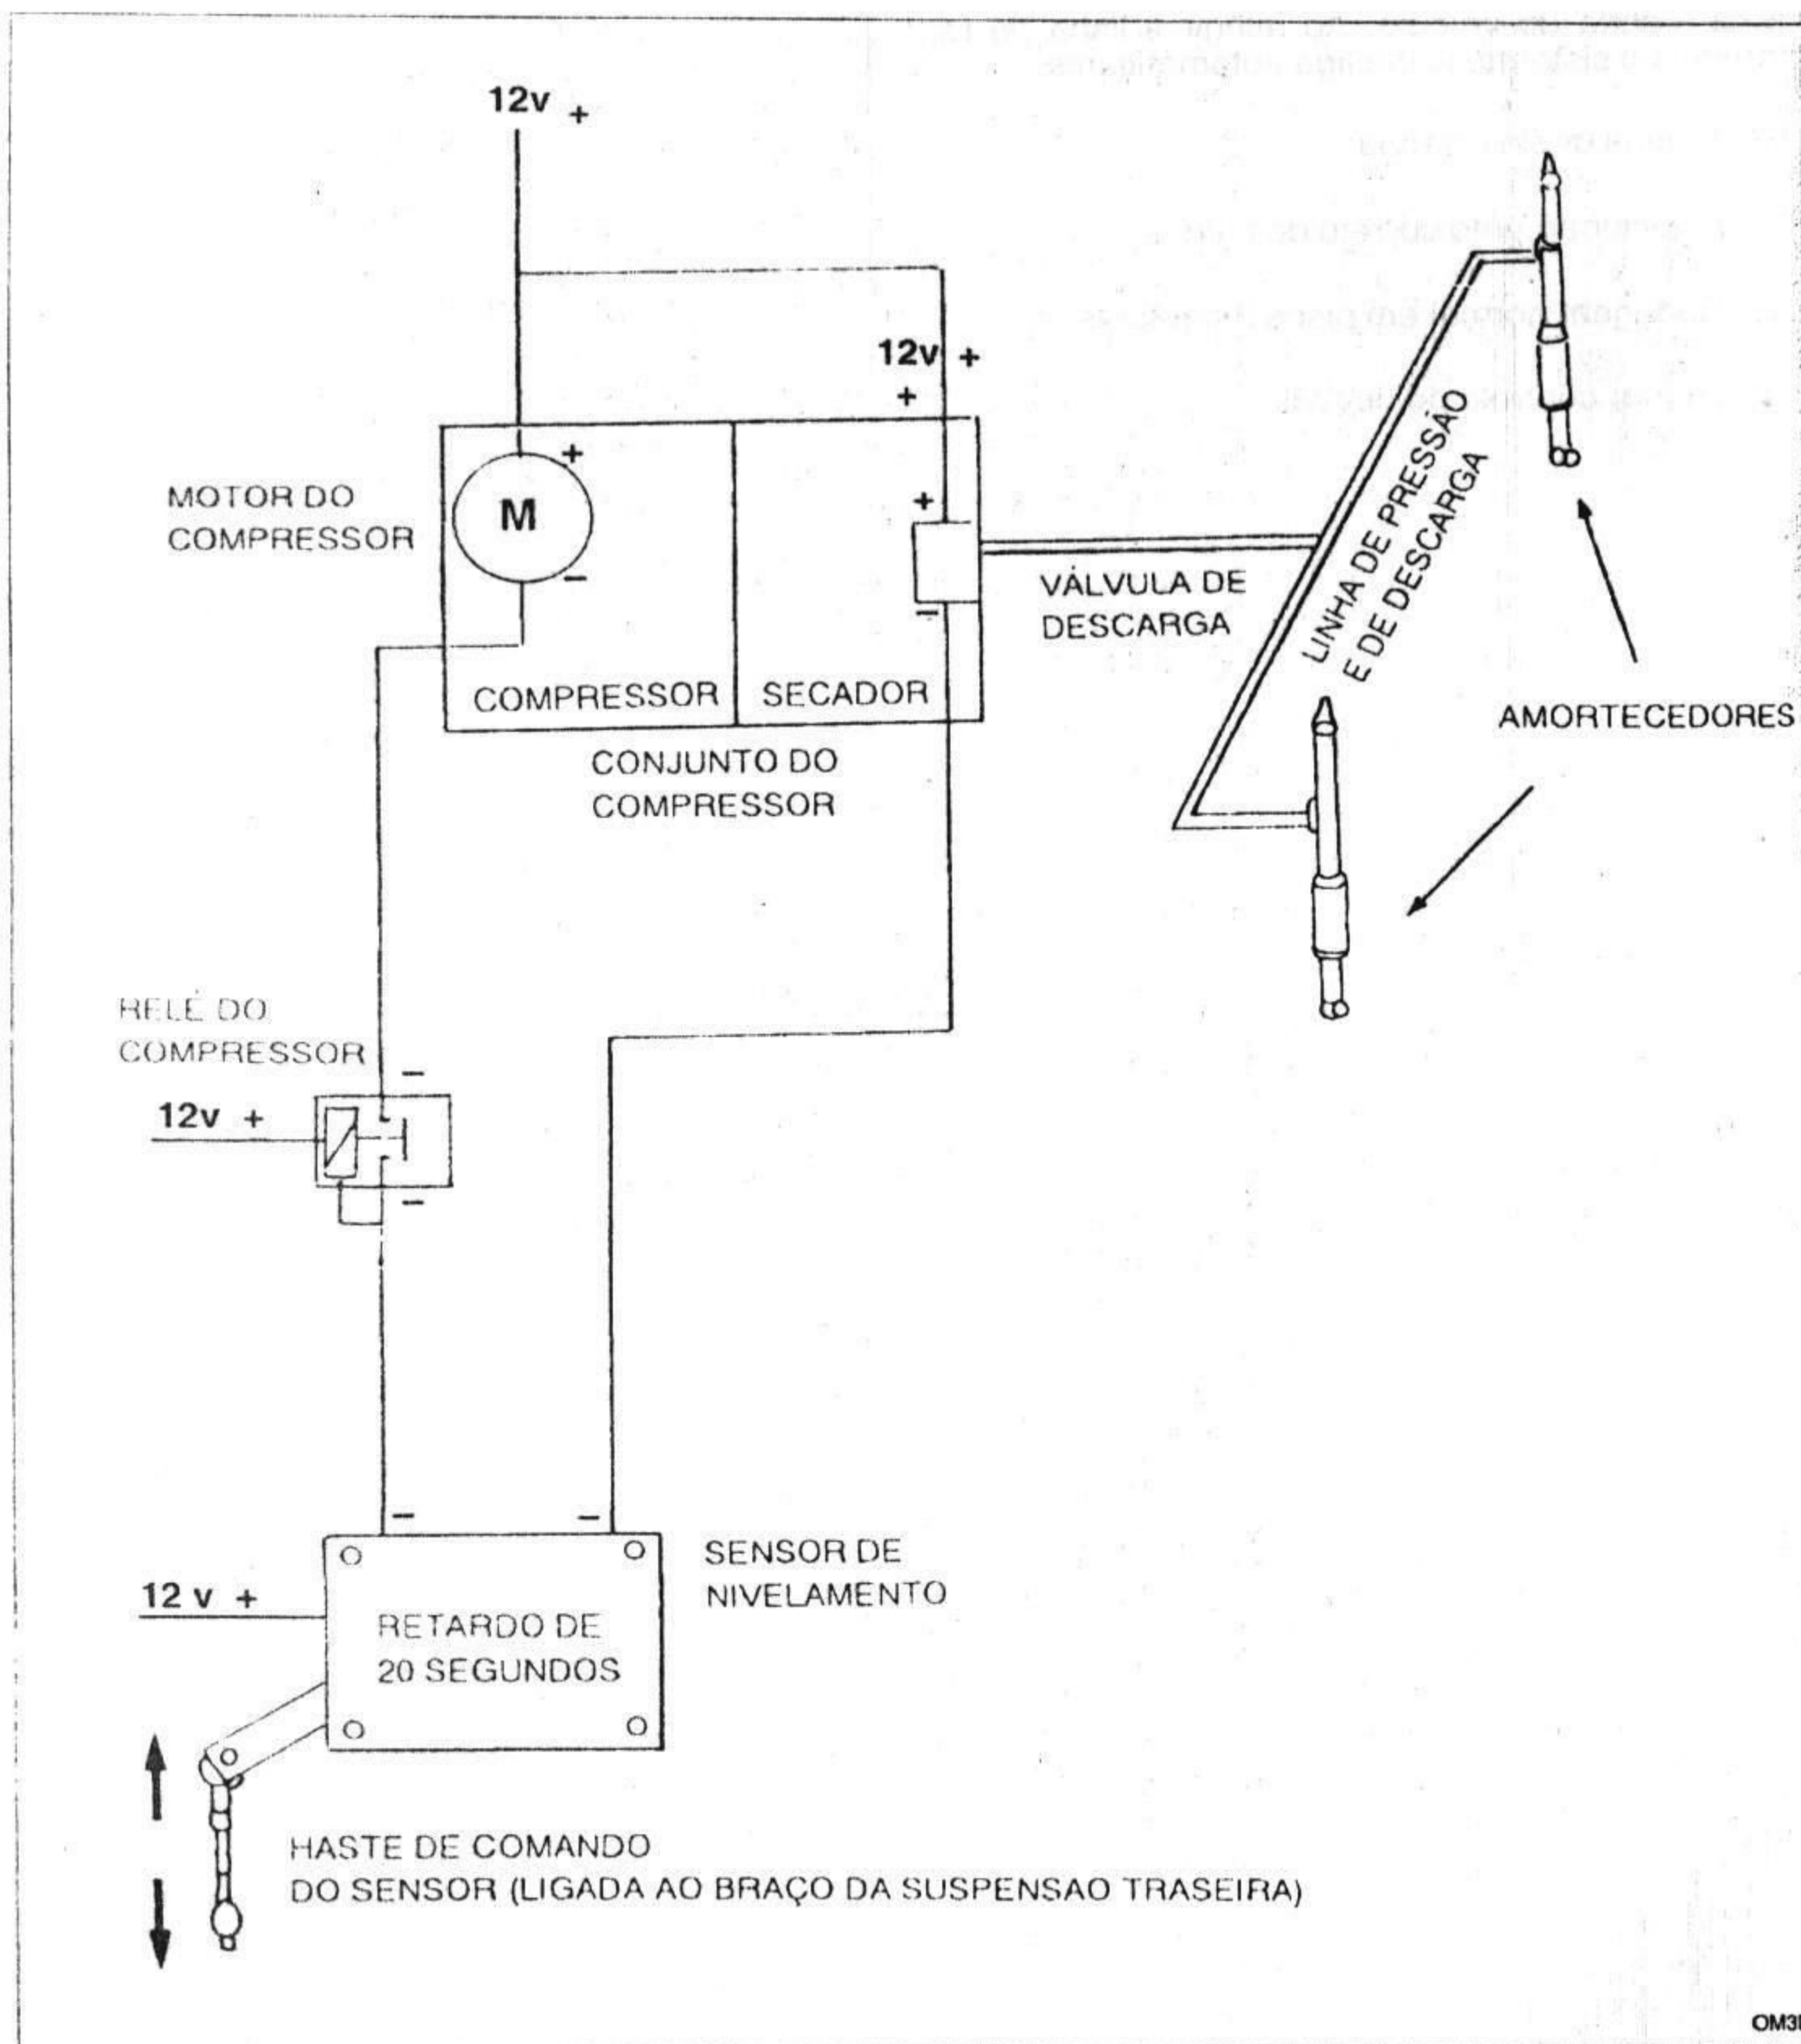 12v +
12v +
+
MOTOR DO
COMPRESSOR
+
M
−
+
−
COMPRESSOR
SECADOR
CONJUNTO DO
COMPRESSOR
VÁLVULA DE
DESCARGA
LINHA DE PRESSÃO
E DE DESCARGA
AMORTECEDORES
RELÉ DO
COMPRESSOR
−
12v +
−
−
−
SENSOR DE
NIVELAMENTO
12 v +
RETARDO DE
20 SEGUNDOS
HASTE DE COMANDO
DO SENSOR (LIGADA AO BRAÇO DA SUSPENSAO TRASEIRA)